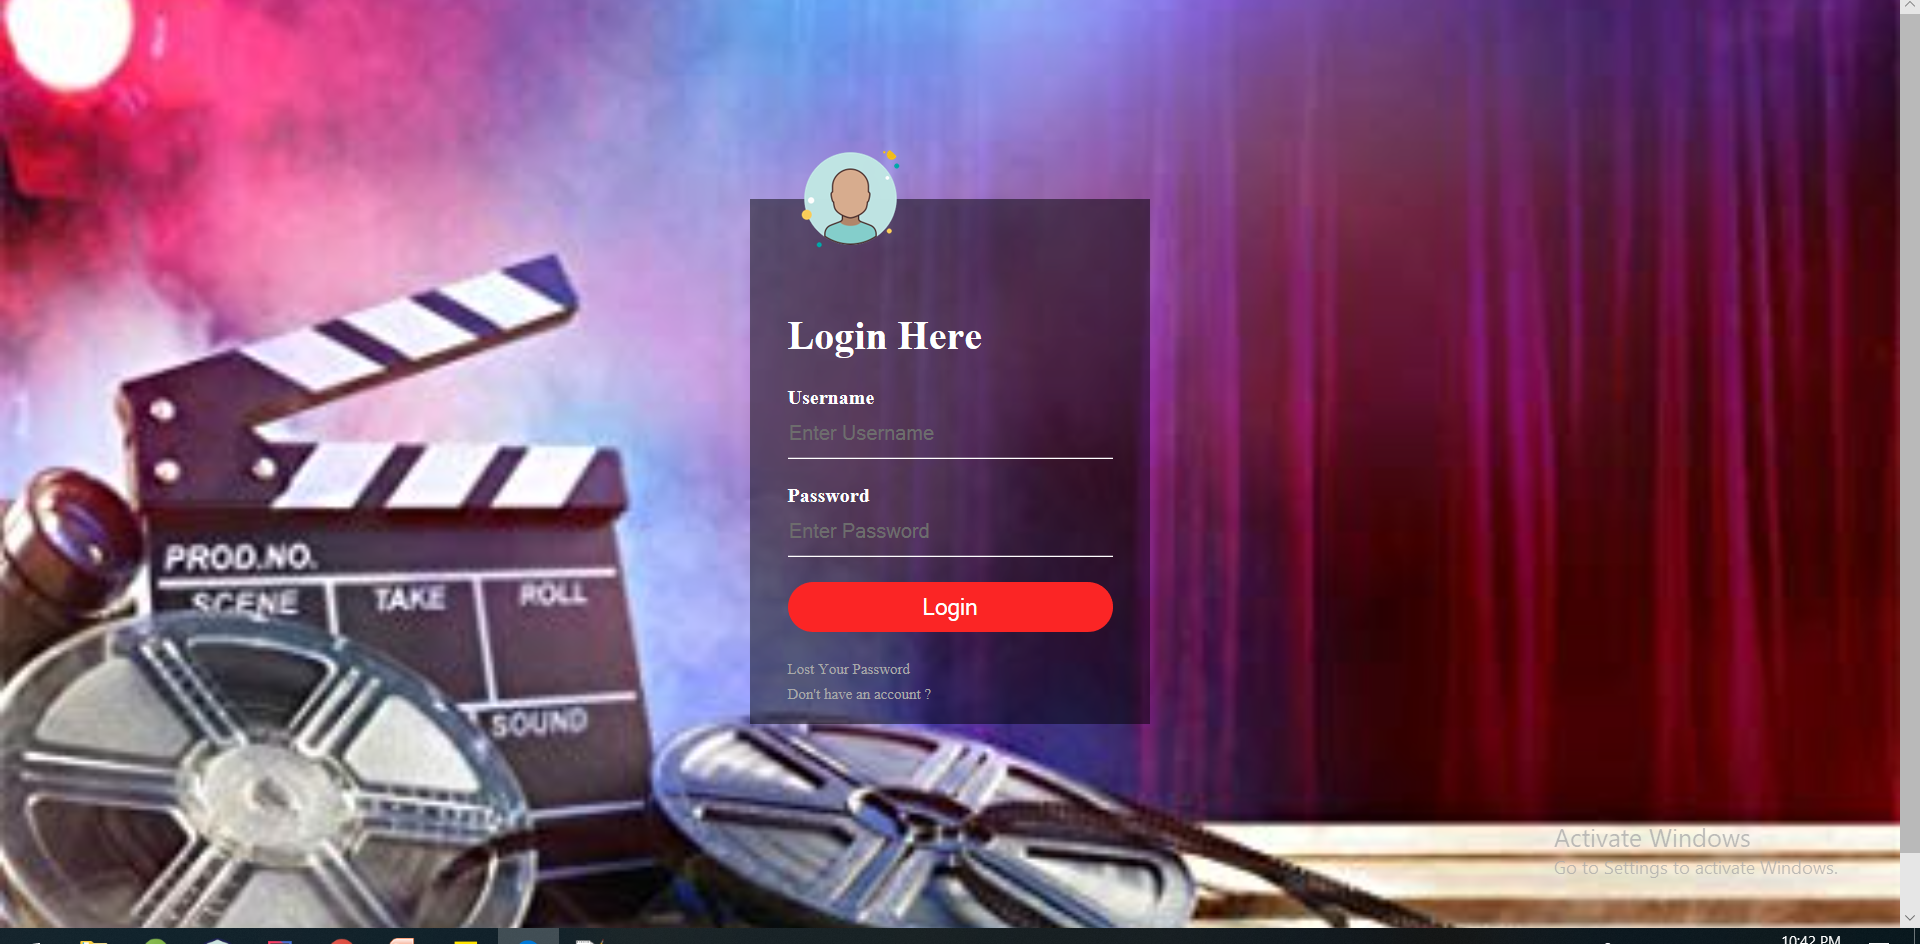 Login Here
Username
Enter Username
Password
Enter Password
Login
Lost Your Password
Don't have an account ?
PROD.NO.
SCENE TAKE ROLL
SOUND
Activate Windows
Go to Settings to activate Windows.
10:42 PM